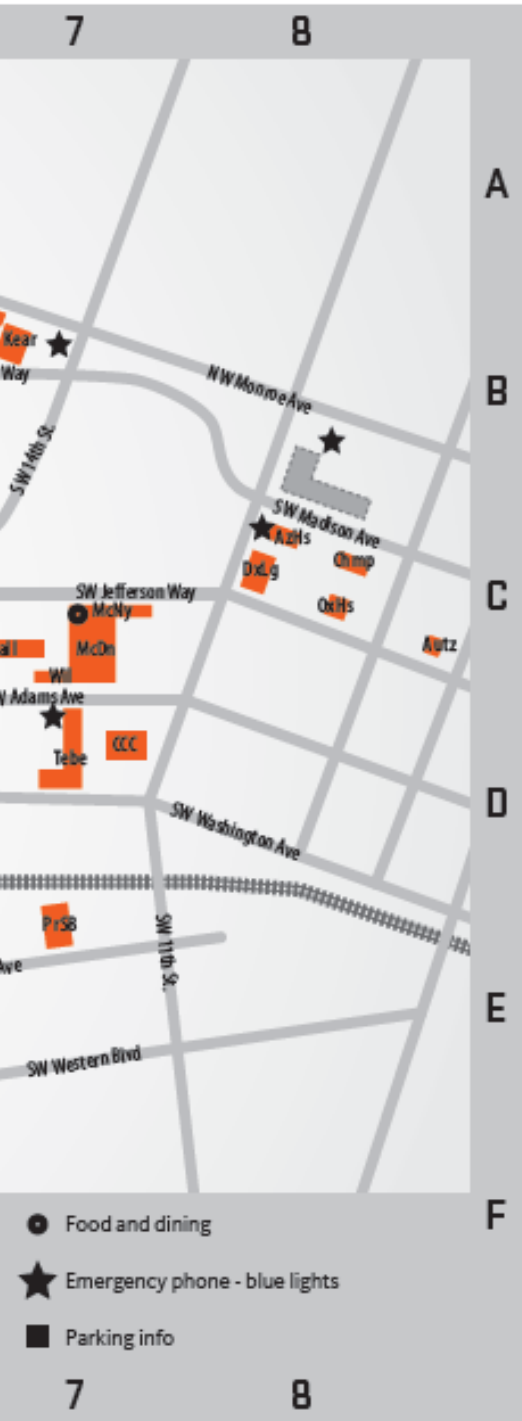 7 8
A
Kear
Way
B
NW Monroe Ave
SW 14th St.
SW Madison Ave
AzHs
Chmp
DxLg
SW Jefferson Way
C
McNy
OxHs
ail
McDn
Autz
Wil
W Adams Ave
CCC
Tebe
D
SW Washington Ave
PrSB
SW 11th St.
Ave
E
SW Western Blvd
F
Food and dining
Emergency phone - blue lights
Parking info
7 8